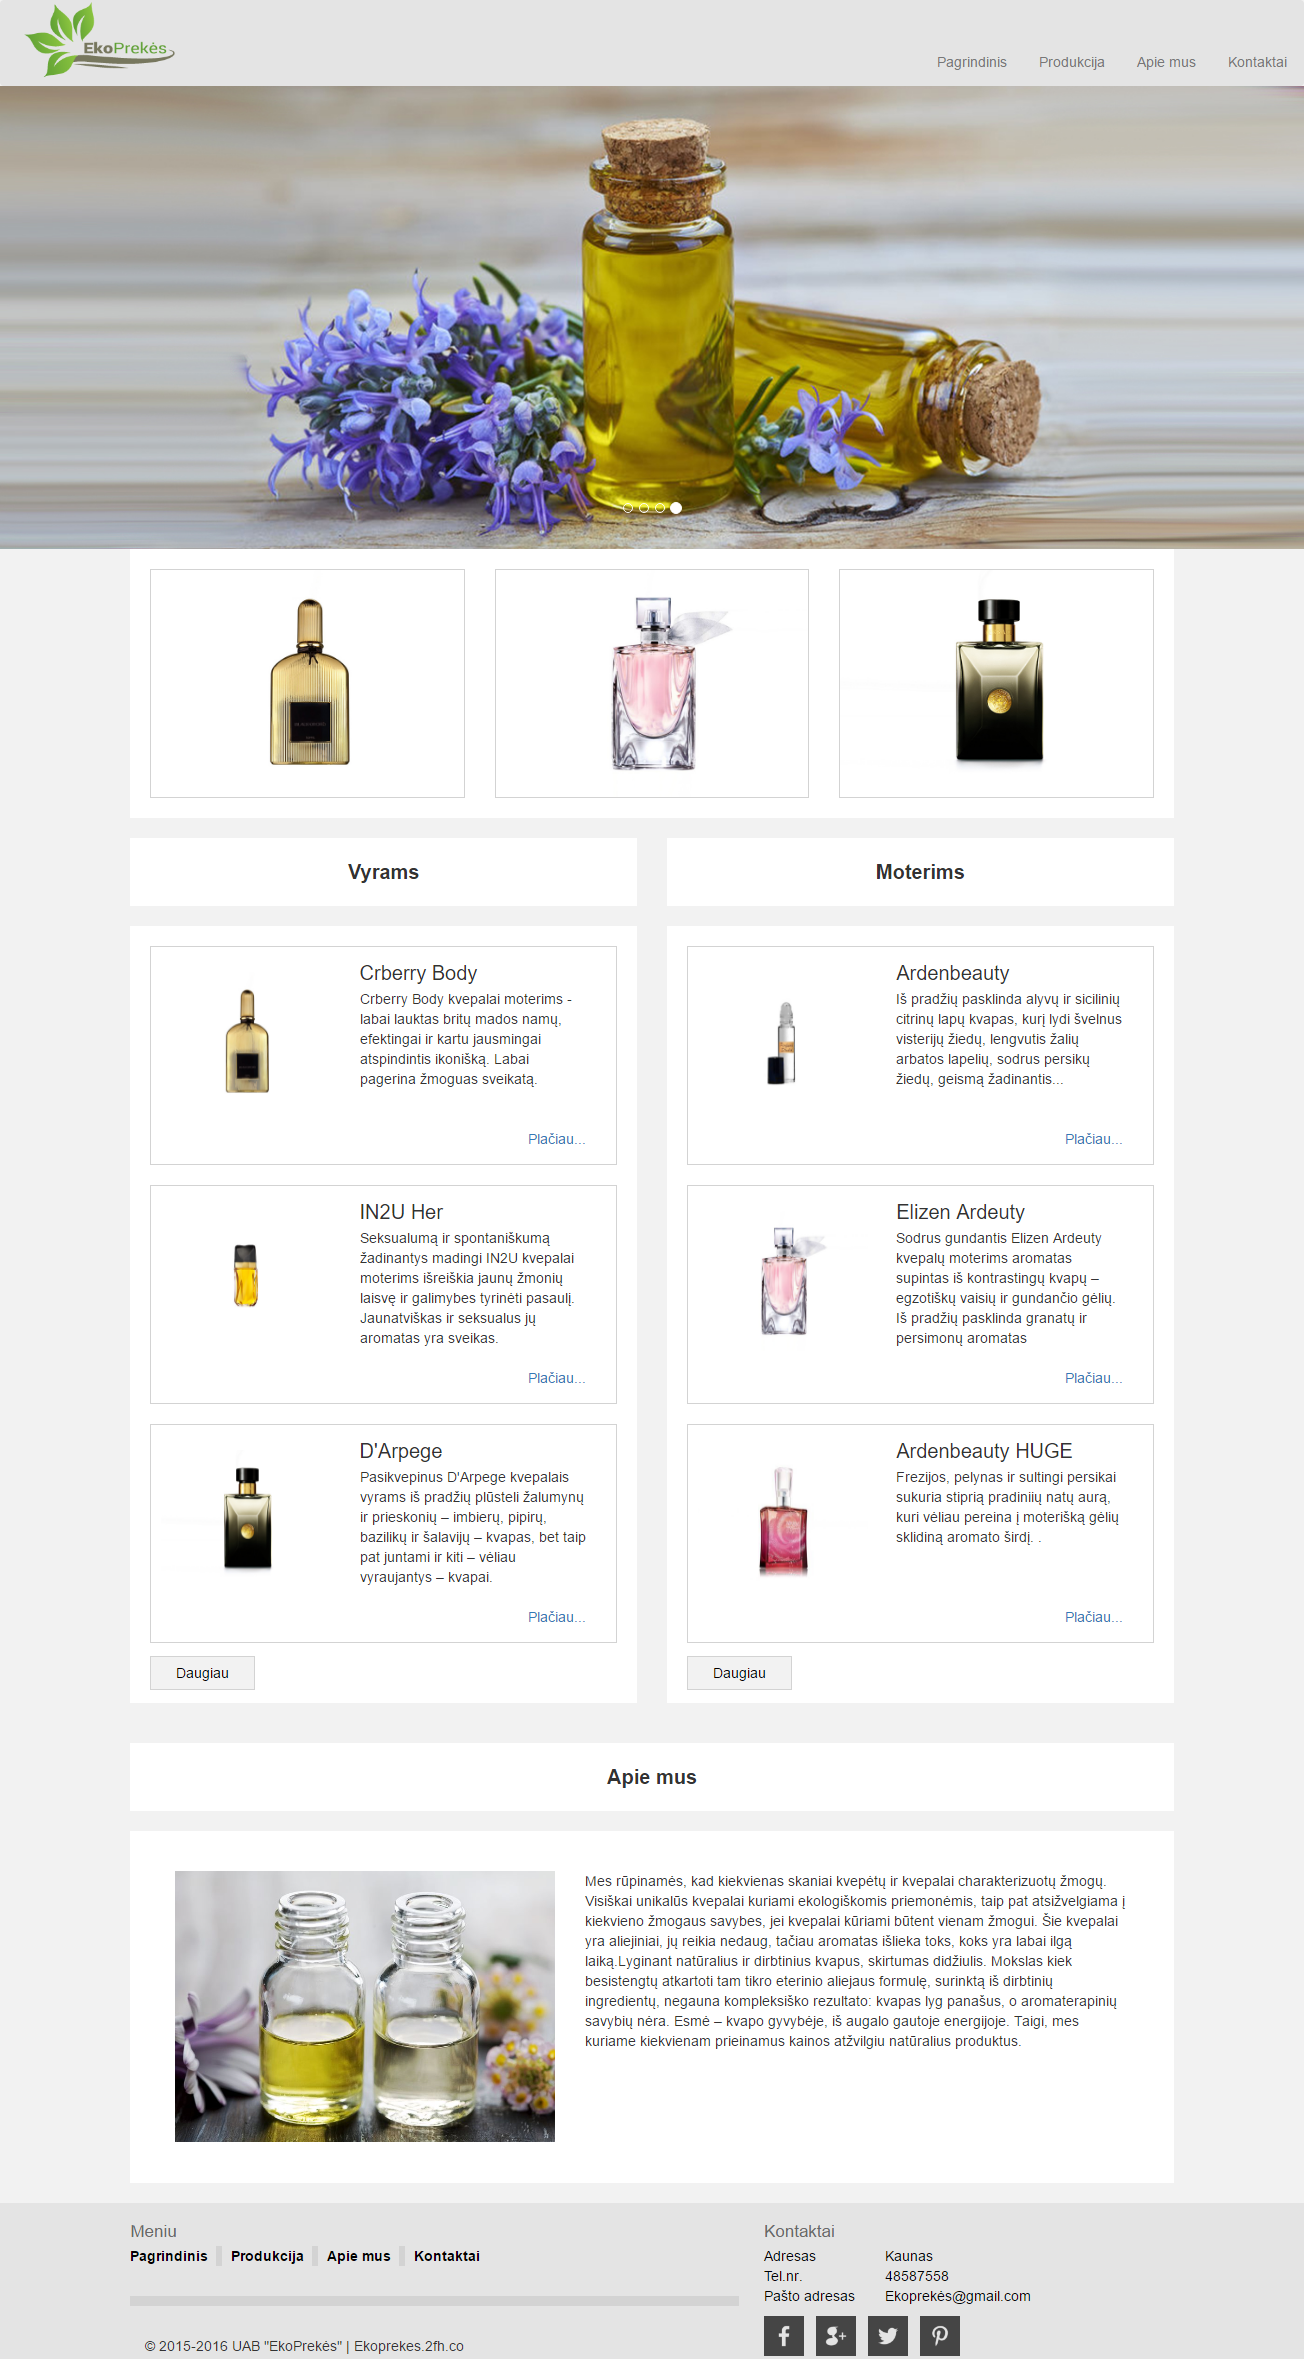 EkoPrekės
Pagrindinis Produkcija Apie mus Kontaktai
Vyrams
Moterims
Crberry Body
Crberry Body kvepalai moterims -
labai lauktas britų mados namų,
efektingai ir kartu jausmingai
atspindintis ikonišką. Labai
pagerina žmoguas sveikatą.
Plačiau...
IN2U Her
Seksualumą ir spontaniškumą
žadinantys madingi IN2U kvepalai
moterims išreiškia jaunų žmonių
laisvę ir galimybes tyrinėti pasaulį.
Jaunatviškas ir seksualus jų
aromatas yra sveikas.
Plačiau...
D'Arpege
Pasikvepinus D'Arpege kvepalais
vyrams iš pradžių plūsteli žalumynų
ir prieskonių – imbierų, pipirų,
bazilikų ir šalavijų – kvapas, bet taip
pat juntami ir kiti – vėliau
vyraujantys – kvapai.
Plačiau...
Daugiau
Ardenbeauty
Iš pradžių pasklinda alyvų ir sicilinių
citrinų lapų kvapas, kurį lydi švelnus
visterijų žiedų, lengvutis žalių
arbatos lapelių, sodrus persikų
žiedų, geismą žadinantis...
Plačiau...
Elizen Ardeuty
Sodrus gundantis Elizen Ardeuty
kvepalų moterims aromatas
supintas iš kontrastingų kvapų –
egzotiškų vaisių ir gundančio gėlių.
Iš pradžių pasklinda granatų ir
persimonų aromatas
Plačiau...
Ardenbeauty HUGE
Frezijos, pelynas ir sultingi persikai
sukuria stiprią pradiniių natų aurą,
kuri vėliau pereina į moterišką gėlių
sklidiną aromato širdį. .
Plačiau...
Daugiau
Apie mus
Mes rūpinamės, kad kiekvienas skaniai kvepėtų ir kvepalai charakterizuotų žmogų.
Visiškai unikalūs kvepalai kuriami ekologiškomis priemonėmis, taip pat atsižvelgiama į
kiekvieno žmogaus savybes, jei kvepalai kūriami būtent vienam žmogui. Šie kvepalai
yra aliejiniai, jų reikia nedaug, tačiau aromatas išlieka toks, koks yra labai ilgą
laiką.Lyginant natūralius ir dirbtinius kvapus, skirtumas didžiulis. Mokslas kiek
besistengtų atkartoti tam tikro eterinio aliejaus formulę, surinktą iš dirbtinių
ingredientų, negauna kompleksiško rezultato: kvapas lyg panašus, o aromaterapinių
savybių nėra. Esmė – kvapo gyvybėje, iš augalo gautoje energijoje. Taigi, mes
kuriame kiekvienam prieinamus kainos atžvilgiu natūralius produktus.
Meniu
Pagrindinis Produkcija Apie mus Kontaktai
© 2015-2016 UAB "EkoPrekės" | Ekoprekes.2fh.co
Kontaktai
Adresas Kaunas
Tel.nr. 48587558
Pašto adresas Ekoprekės@gmail.com